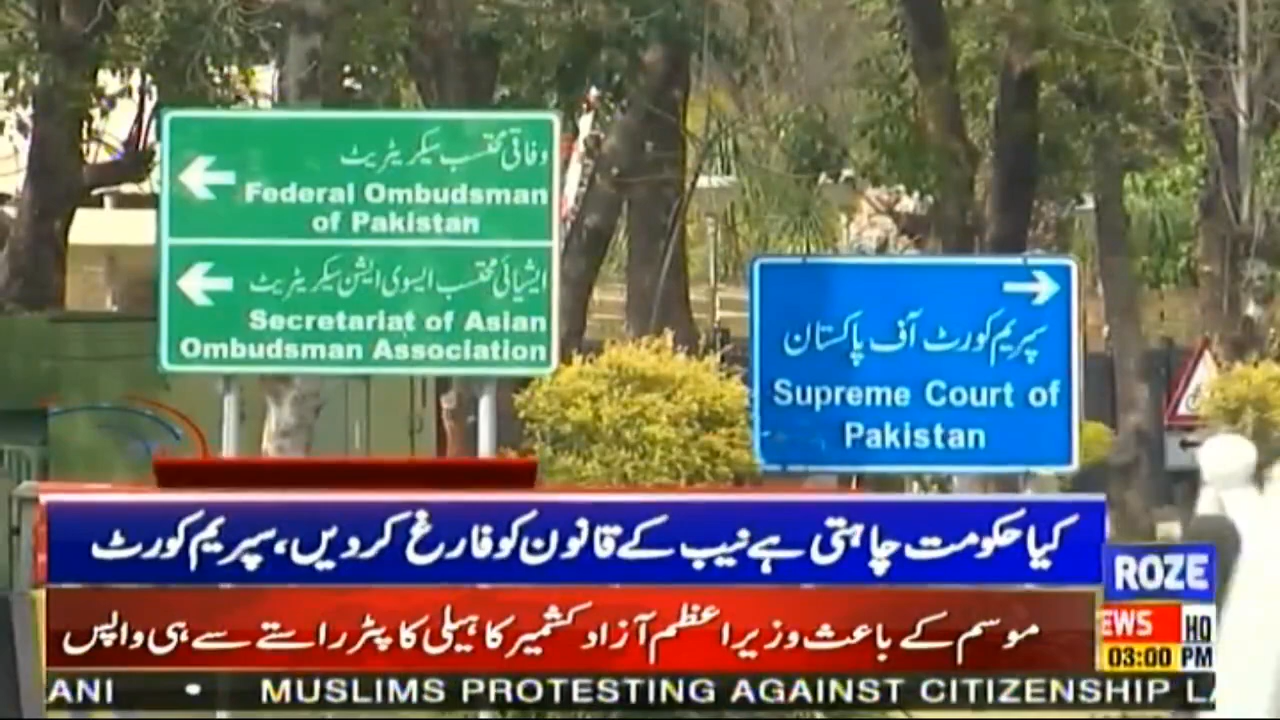 وفاقی محتسب سیکریٹریٹ
Federal Ombudsman
of Pakistan
ایشیائی محتسب ایسوی ایشن سیکریٹریٹ
Secretariat of Asian
Ombudsman Association
سپریم کورٹ آف پاکستان
Supreme Court of
Pakistan
کیا حکومت چاہتی ہے نیب کے قانون کو فارغ کردیں، سپریم کورٹ
موسم کے باعث وزیراعظم آزاد کشمیر کا ہیلی کاپٹر راستے سے ہی واپس
ROZE
EWS HQ
03:00 PM
ANI • MUSLIMS PROTESTING AGAINST CITIZENSHIP LA